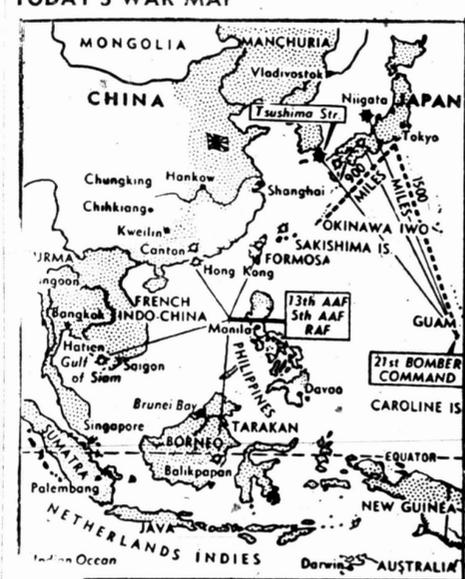 TODAY'S WAR MAP
MONGOLIA
MANCHURIA
Vladivostok
CHINA
Niigata
JAPAN
Tsushima Str.
Tokyo
Chungking
Hankow
Shanghai
900
MILES
1500
MILES
Chihkiang
OKINAWA
IWO
Kweilin
SAKISHIMA IS.
Canton
FORMOSA
Hong Kong
URMA
ngoon
FRENCH
INDO-CHINA
13th AAF
5th AAF
RAF
Bangkok
Manila
GUAM
Hatien
Gulf
of Siam
Saigon
PHILIPPINES
21st BOMBER
COMMAND
Davao
Brunei Bay
CAROLINE IS
Singapore
TARAKAN
BORNEO
SUMATRA
EQUATOR
Balikpapan
Palembang
NEW GUINEA
JAVA
NETHERLANDS INDIES
Indian Ocean
Darwin
AUSTRALIA